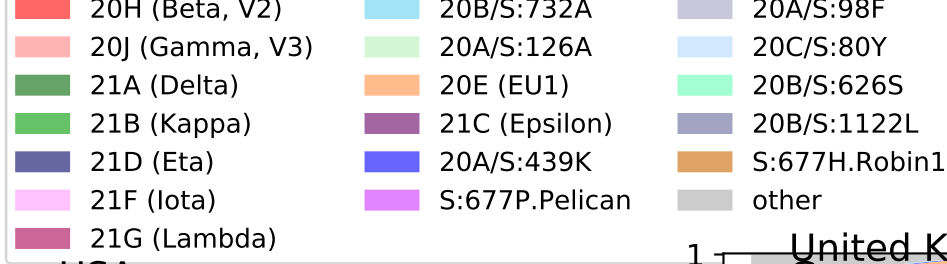 20H (Beta, V2) 20B/S:732A 20A/S:98F
20J (Gamma, V3) 20A/S:126A 20C/S:80Y
21A (Delta) 20E (EU1) 20B/S:626S
21B (Kappa) 21C (Epsilon) 20B/S:1122L
21D (Eta) 20A/S:439K S:677H.Robin1
21F (Iota) S:677P.Pelican other
21G (Lambda)
1 United K